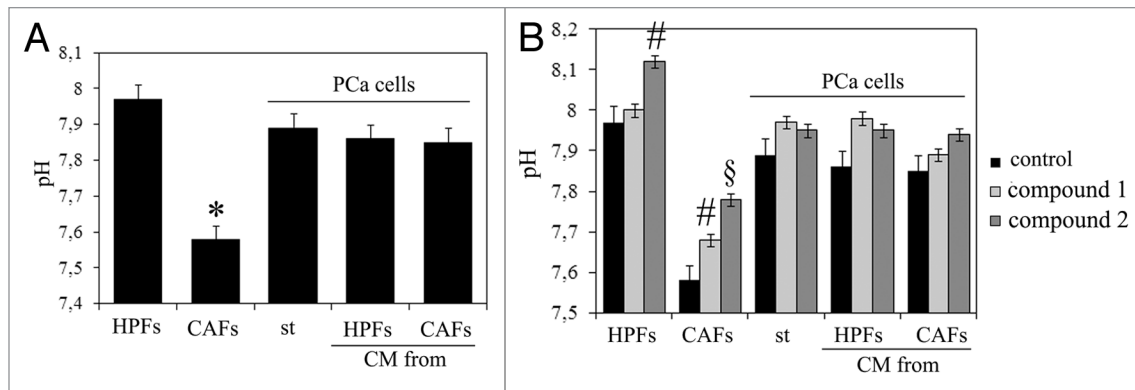 A
8,1
8
7,9
7,8
7,7
7,6
7,5
7,4
pH
PCa cells
*
HPFs CAFs st HPFs CAFs
CM from
B
8,2
8,1
8
7,9
7,8
7,7
7,6
7,5
pH
#
PCa cells
# §
HPFs CAFs st HPFs CAFs
CM from
control
compound 1
compound 2